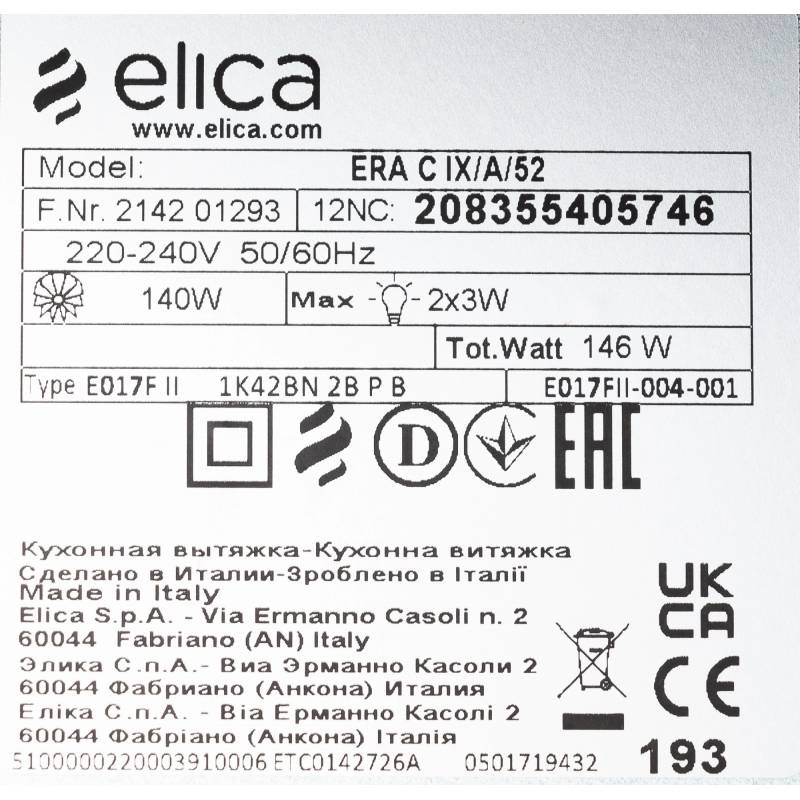 elica
www.elica.com
Model: ERA C IX/A/52
F.Nr. 2142 01293 12NC: 208355405746
220-240V 50/60Hz
140W Max 2x3W
Tot.Watt 146 W
Type E017F II 1K42BN 2B P B E017FII-004-001
D EAC
Кухонная вытяжка-Кухонна витяжка
Сделано в Италии-Зроблено в Італії
Made in Italy
Elica S.p.A. - Via Ermanno Casoli n. 2
60044 Fabriano (AN) Italy
Элика С.п.А.- Виа Эрманно Касоли 2
60044 Фабриано (Анкона) Италия
Еліка С.п.А. - Віа Ерманно Касолі 2
60044 Фабріано (Анкона) Італія
5100000220003910006 ETC0142726A 0501719432
UK
CA
CE
193